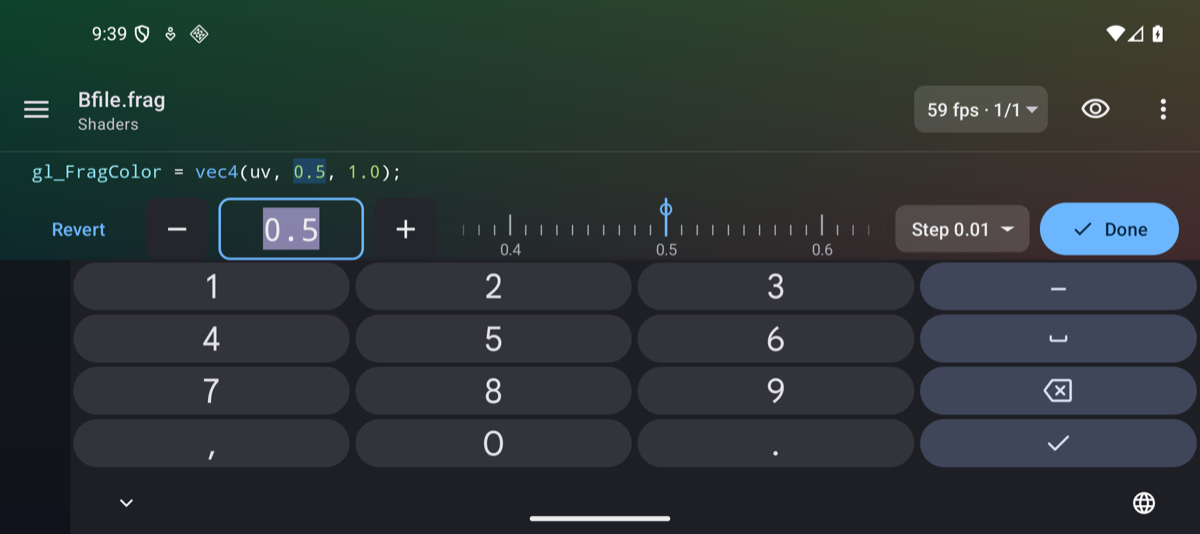 9:39
Bfile.frag
Shaders
59 fps · 1/1
gl_FragColor = vec4(uv, 0.5, 1.0);
Revert
−
0.5
+
0.4
0.5
0.6
Step 0.01
Done
1
2
3
–
4
5
6
7
8
9
,
0
.